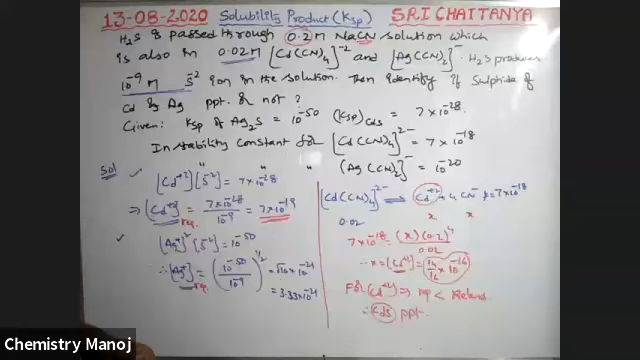 13-08-2020 Solubility Product (Ksp) SRI CHAITANYA
H₂S is passed through 0.2M NaCN solution which
is also in 0.02M [Cd(CN)₄]⁻² and [Ag(CN)₂]⁻. H₂S produces
10⁻⁹ M S⁻² ion in the solution. Then identify if Sulphide of
Cd & Ag ppt. or not?
Given: Ksp of Ag₂S = 10⁻⁵⁰ (Ksp)CdS = 7×10⁻²⁸
Instability Constant for [Cd(CN)₄]²⁻ = 7×10⁻¹⁸
[Ag(CN)₂]⁻ = 10⁻²⁰
Sol
✓ [Cd⁺²][S⁻²] = 7×10⁻²⁸
⇒ [Cd⁺²]req. = 7×10⁻²⁸/10⁻⁹ = 7×10⁻¹⁹
✓ [Ag⁺]²[S⁻²] = 10⁻⁵⁰
∴ [Ag⁺]req. = (10⁻⁵⁰/10⁻⁹)^1/2 = √10×10⁻²¹
= 3.33×10⁻²¹
[Cd(CN)₄]²⁻ ⇌ Cd⁺² + 4CN⁻ = 7×10⁻¹⁸
0.02 x x
7×10⁻¹⁸ = (x)(0.2)⁴/0.02
∴ x = [Cd⁺²] = 14/16 ×10⁻¹⁶
For [Cd⁺²] ⇒ req <
∴ CdS ppt.
Chemistry Manoj